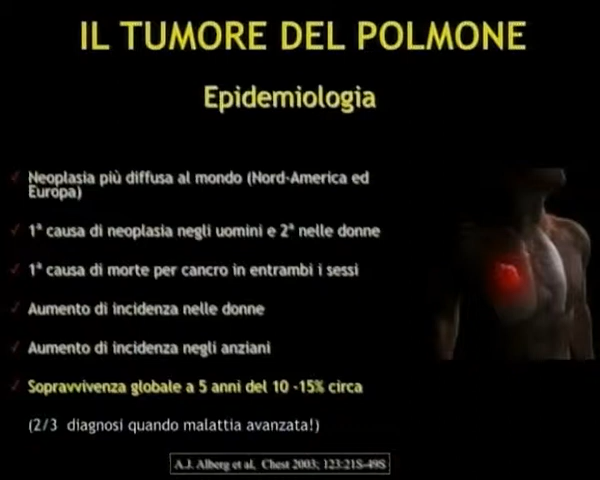 IL TUMORE DEL POLMONE
Epidemiologia
Neoplasia più diffusa al mondo (Nord-America ed
Europa)
1ª causa di neoplasia negli uomini e 2ª nelle donne
1ª causa di morte per cancro in entrambi i sessi
Aumento di incidenza nelle donne
Aumento di incidenza negli anziani
Sopravvivenza globale a 5 anni del 10 -15% circa
(2/3 diagnosi quando malattia avanzata!)
A.J. Alberg et al, Chest 2003; 123:21S-49S